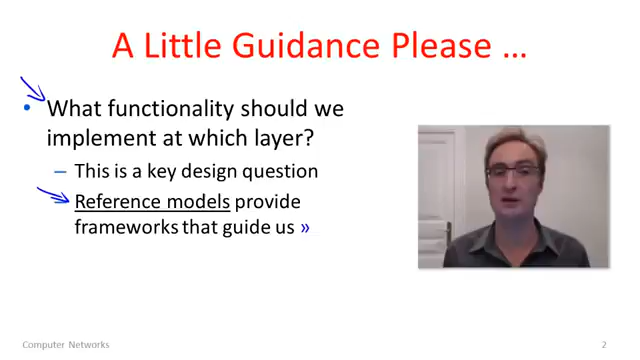 A Little Guidance Please …
• What functionality should we
implement at which layer?
– This is a key design question
– Reference models provide
frameworks that guide us »
Computer Networks
2